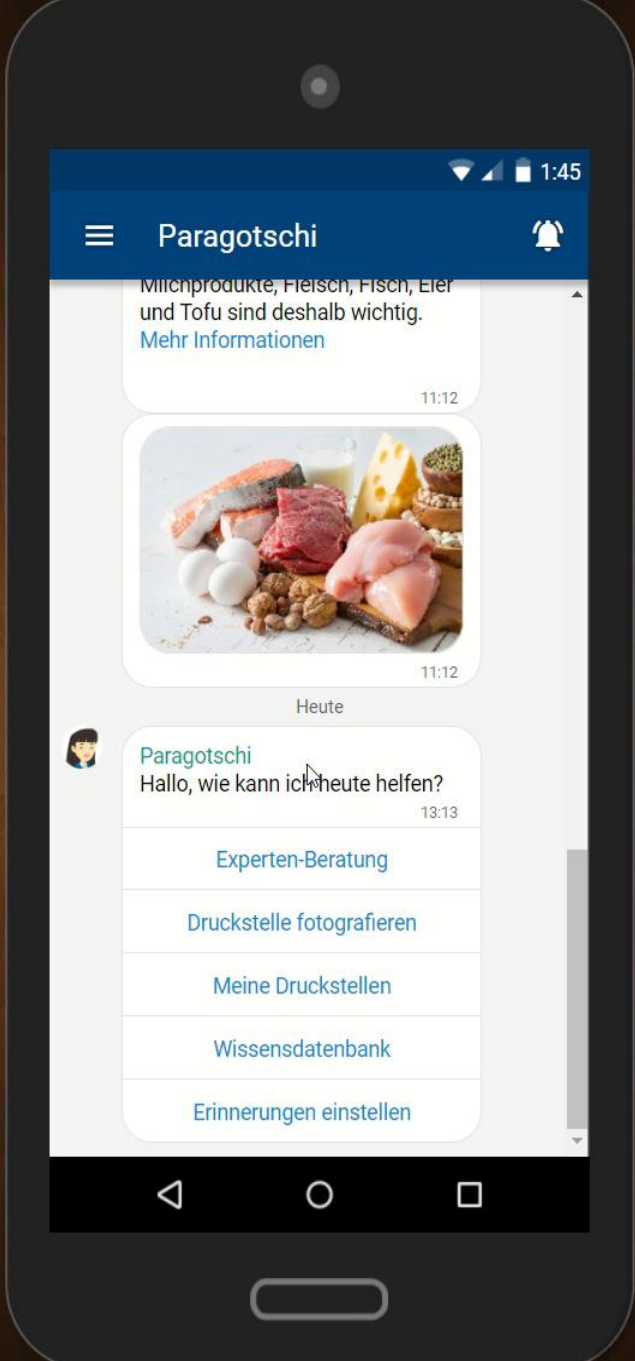 1:45
Paragotschi
Milchprodukte, Fleisch, Fisch, Eier
und Tofu sind deshalb wichtig.
Mehr Informationen
11:12
11:12
Heute
Paragotschi
Hallo, wie kann ich heute helfen?
13:13
Experten-Beratung
Druckstelle fotografieren
Meine Druckstellen
Wissensdatenbank
Erinnerungen einstellen